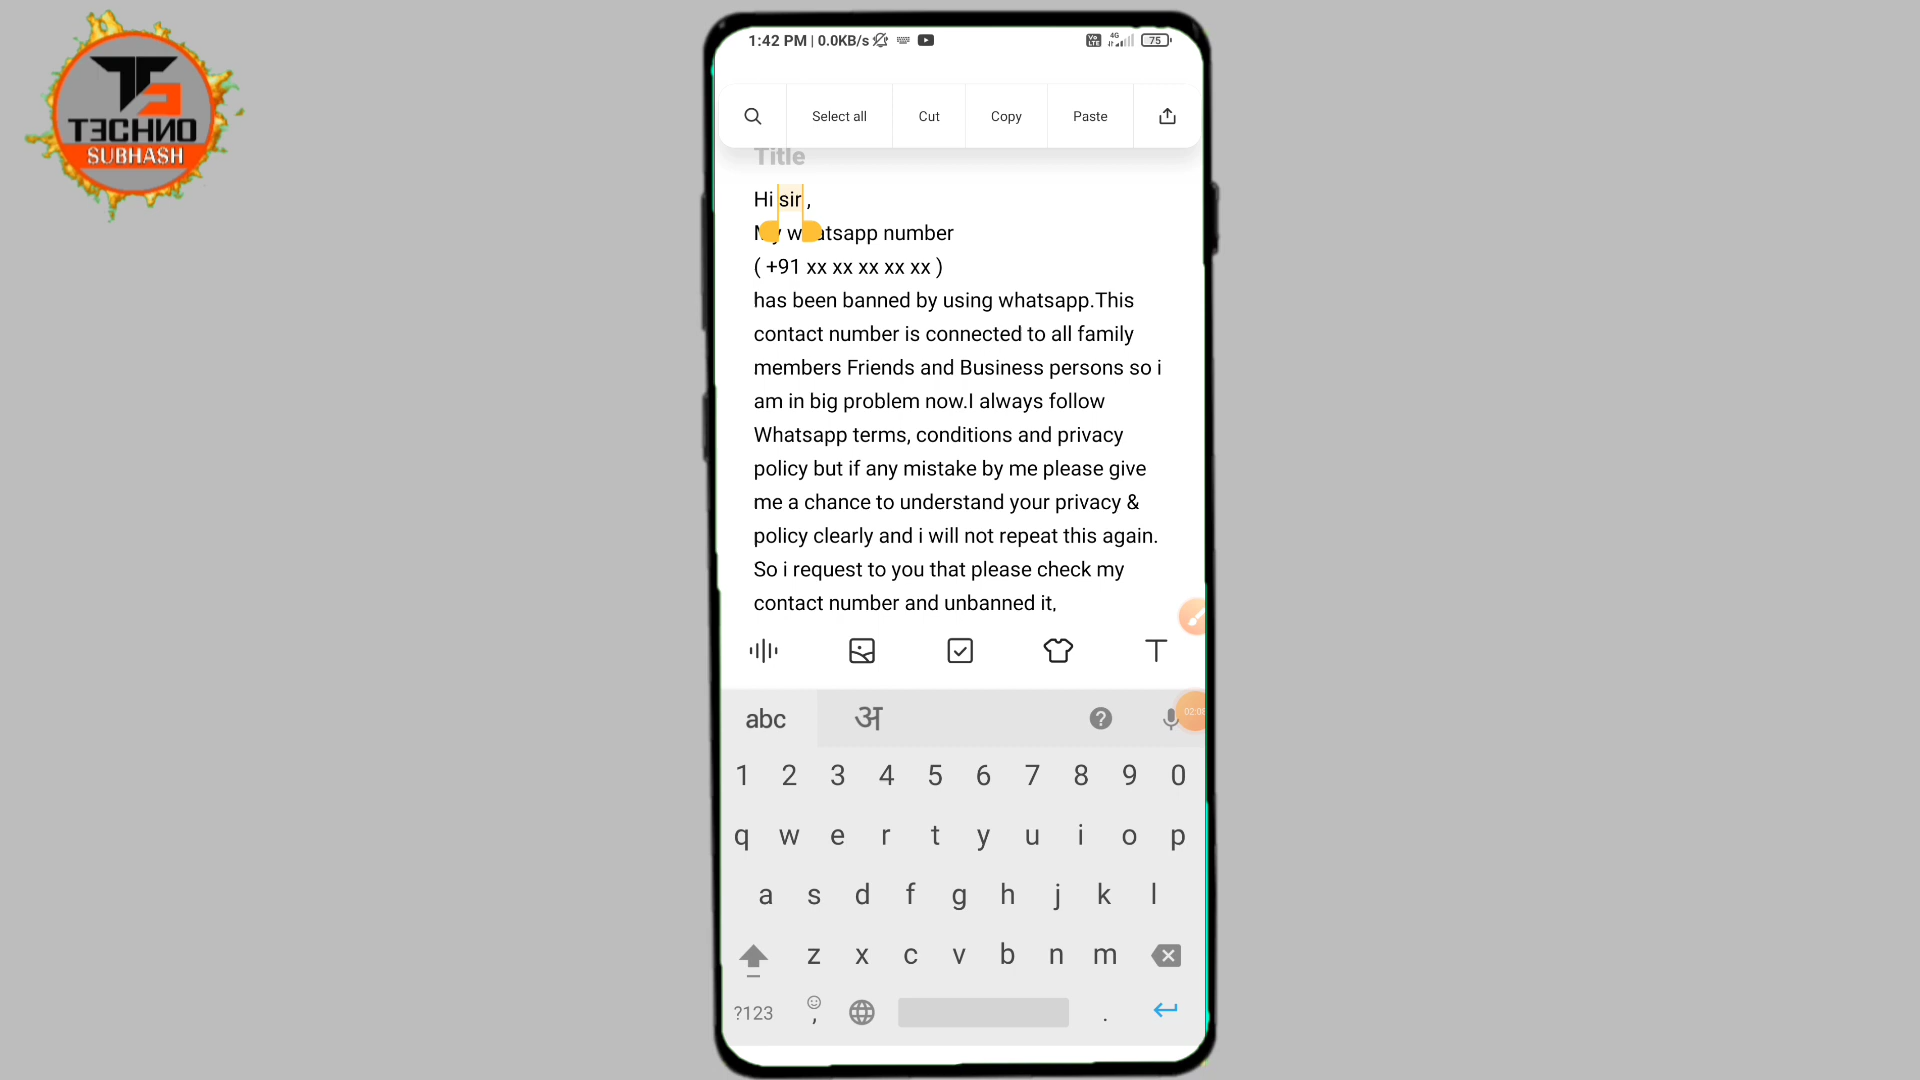 TECHNO
SUBHASH
1:42 PM | 0.0KB/s
Vo LTE 4G 75
Select all Cut Copy Paste
Title
Hi sir ,
My whatsapp number
( +91 xx xx xx xx xx )
has been banned by using whatsapp.This
contact number is connected to all family
members Friends and Business persons so i
am in big problem now.I always follow
Whatsapp terms, conditions and privacy
policy but if any mistake by me please give
me a chance to understand your privacy &
policy clearly and i will not repeat this again.
So i request to you that please check my
contact number and unbanned it,
T
abc अ ?
1 2 3 4 5 6 7 8 9 0
q w e r t y u i o p
a s d f g h j k l
z x c v b n m
?123 , .